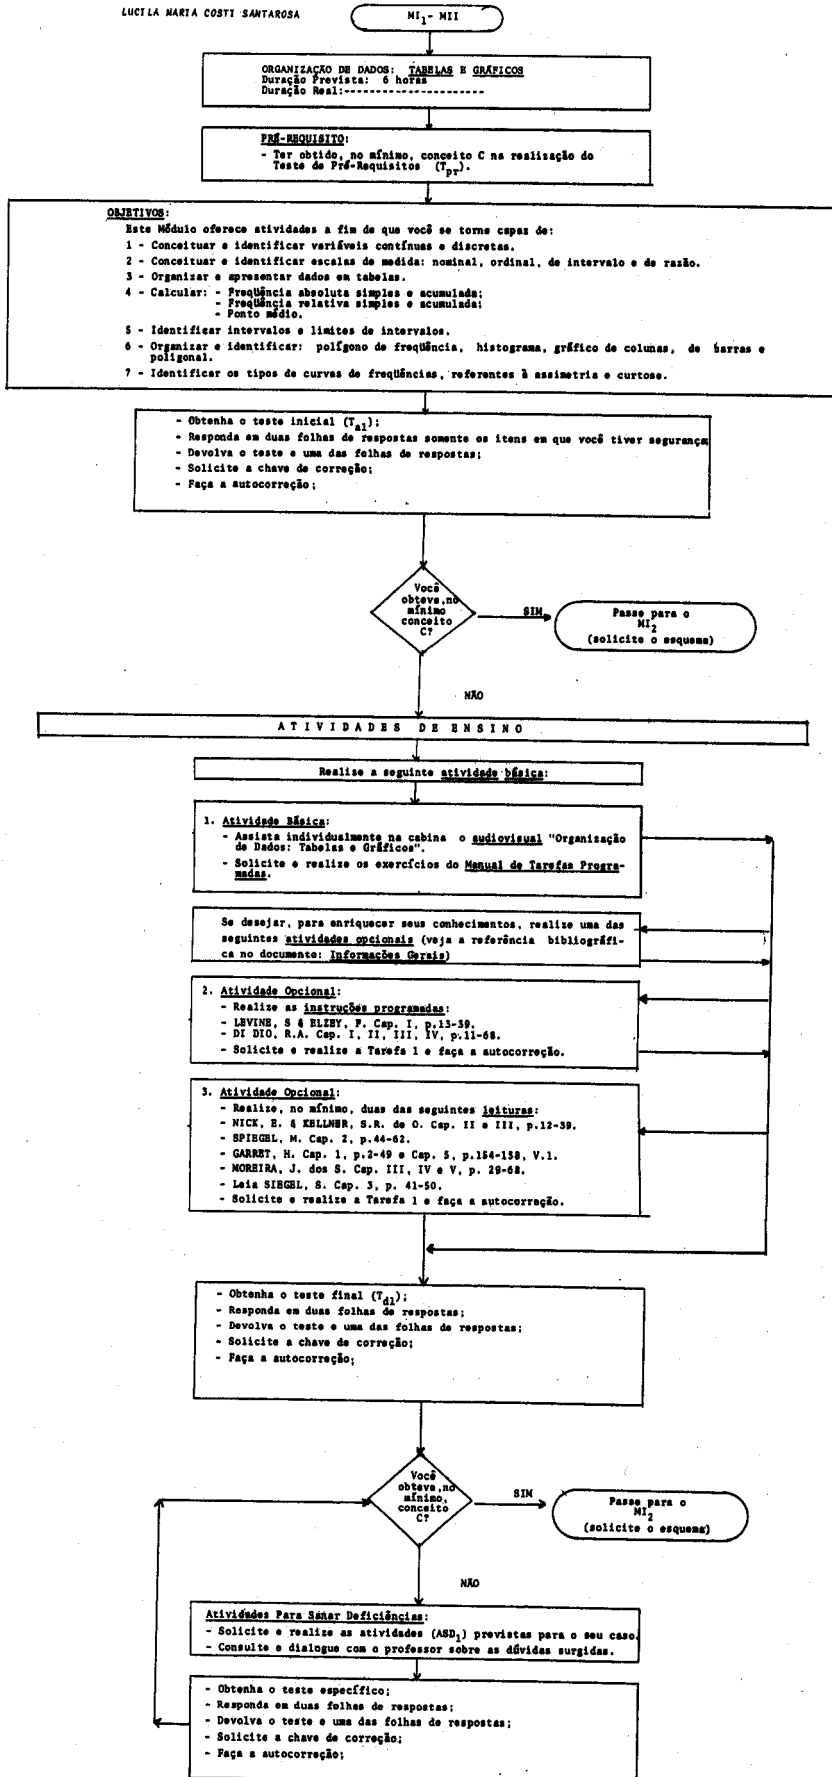 LUCILA MARIA COSTI SANTAROSA
MI1- MII
ORGANIZAÇÃO DE DADOS: TABELAS E GRÁFICOS
Duração Prevista: 6 horas
Duração Real:----------------------
PRÉ-REQUISITO:
- Ter obtido, no mínimo, conceito C na realização do
Teste de Pré-Requisitos (Tpr).
OBJETIVOS:
Este Módulo oferece atividades a fim de que você se torne capaz de:
1 - Conceituar e identificar variáveis contínuas e discretas.
2 - Conceituar e identificar escalas de medida: nominal, ordinal, de intervalo e de razão.
3 - Organizar e apresentar dados em tabelas.
4 - Calcular: - Freqüência absoluta simples e acumulada;
- Freqüência relativa simples e acumulada;
- Ponto médio.
5 - Identificar intervalos e limites de intervalos.
6 - Organizar e identificar: polígono de freqüência, histograma, gráfico de colunas, de barras e
poligonal.
7 - Identificar os tipos de curvas de freqüências, referentes à assimetria e curtose.
- Obtenha o teste inicial (Ta1);
- Responda em duas folhas de respostas somente os itens em que você tiver segurança;
- Devolva o teste e uma das folhas de respostas;
- Solicite a chave de correção;
- Faça a autocorreção;
Você
obteve,no
mínimo
conceito
C?
SIM
Passe para o
MI2
(solicite o esquema)
NÃO
ATIVIDADES DE ENSINO
Realize a seguinte atividade básica:
1. Atividade Básica:
- Assista individualmente na cabina o audiovisual "Organização
de Dados: Tabelas e Gráficos".
- Solicite e realize os exercícios do Manual de Tarefas Progra-
madas.
Se desejar, para enriquecer seus conhecimentos, realize uma das
seguintes atividades opcionais (veja a referência bibliográfi-
ca no documento: Informações Gerais)
2. Atividade Opcional:
- Realize as instruções programadas:
- LEVINE, S & ELZEY, F. Cap. I, p.13-39.
- DI DIO, R.A. Cap. I, II, III, IV, p.11-68.
- Solicite e realize a Tarefa 1 e faça a autocorreção.
3. Atividade Opcional:
- Realize, no mínimo, duas das seguintes leituras:
- NICK, E. & KELLNER, S.R. de O. Cap. II e III, p.12-39.
- SPIEGEL, M. Cap. 2, p.44-62.
- GARRET, H. Cap. 1, p.2-49 e Cap. 5, p.154-158, V.1.
- MOREIRA, J. dos S. Cap. III, IV e V, p. 29-68.
- Leia SIEGEL, S. Cap. 3, p. 41-50.
- Solicite e realize a Tarefa 1 e faça a autocorreção.
- Obtenha o teste final (Td1);
- Responda em duas folhas de respostas;
- Devolva o teste e uma das folhas de respostas;
- Solicite a chave de correção;
- Faça a autocorreção;
Você
obteve,no
mínimo,
conceito
C?
SIM
Passe para o
MI2
(solicite o esquema)
NÃO
Atividades Para Sanar Deficiências:
- Solicite e realize as atividades (ASD1) previstas para o seu caso.
- Consulte e dialogue com o professor sobre as dúvidas surgidas.
- Obtenha o teste específico;
- Responda em duas folhas de respostas;
- Devolva o teste e uma das folhas de respostas;
- Solicite a chave de correção;
- Faça a autocorreção;